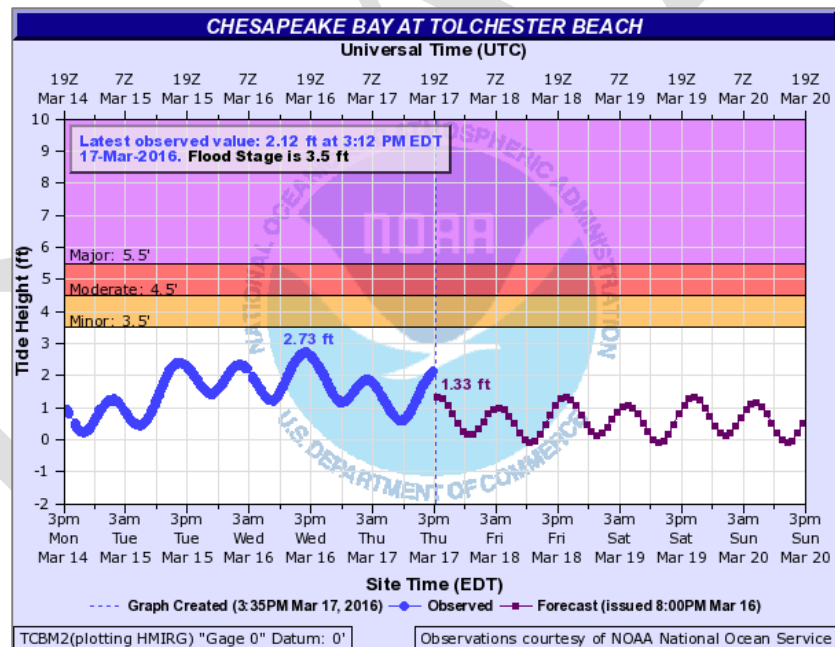 CHESAPEAKE BAY AT TOLCHESTER BEACH
Universal Time (UTC)
19Z 7Z 19Z 7Z 19Z 7Z 19Z 7Z 19Z 7Z 19Z 7Z 19Z
Mar 14 Mar 15 Mar 15 Mar 16 Mar 16 Mar 17 Mar 17 Mar 18 Mar 18 Mar 19 Mar 19 Mar 20 Mar 20
Latest observed value: 2.12 ft at 3:12 PM EDT
17-Mar-2016. Flood Stage is 3.5 ft
NATIONAL OCEANIC AND ATMOSPHERIC ADMINISTRATION
NOAA
U.S. DEPARTMENT OF COMMERCE
Tide Height (ft)
10
9
8
7
6
5
4
3
2
1
0
-1
-2
Major: 5.5'
Moderate: 4.5'
Minor: 3.5'
2.73 ft
1.33 ft
3pm 3am 3pm 3am 3pm 3am 3pm 3am 3pm 3am 3pm 3am 3pm
Mon Tue Tue Wed Wed Thu Thu Fri Fri Sat Sat Sun Sun
Mar 14 Mar 15 Mar 15 Mar 16 Mar 16 Mar 17 Mar 17 Mar 18 Mar 18 Mar 19 Mar 19 Mar 20 Mar 20
Site Time (EDT)
Graph Created (3:35PM Mar 17, 2016) Observed Forecast (issued 8:00PM Mar 16)
TCBM2(plotting HMIRG) "Gage 0" Datum: 0' Observations courtesy of NOAA National Ocean Service